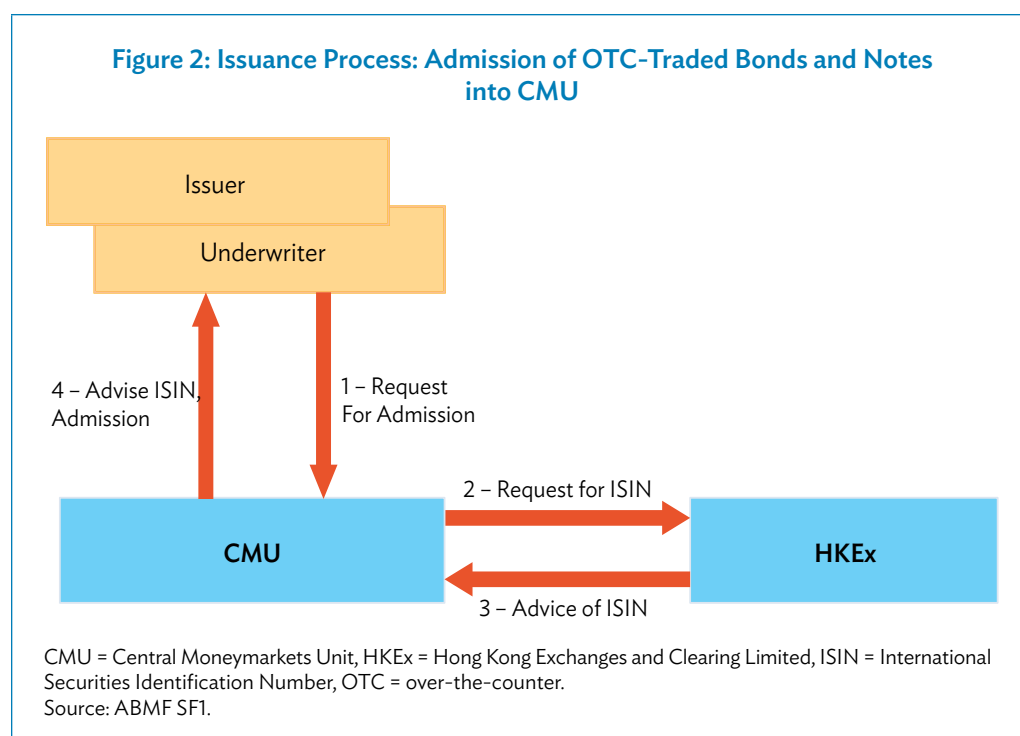 Figure 2: Issuance Process: Admission of OTC-Traded Bonds and Notes
into CMU
Issuer
Underwriter
4 – Advise ISIN,
Admission
1 – Request
For Admission
2 – Request for ISIN
CMU
HKEx
3 – Advice of ISIN
CMU = Central Moneymarkets Unit, HKEx = Hong Kong Exchanges and Clearing Limited, ISIN = International
Securities Identification Number, OTC = over-the-counter.
Source: ABMF SF1.